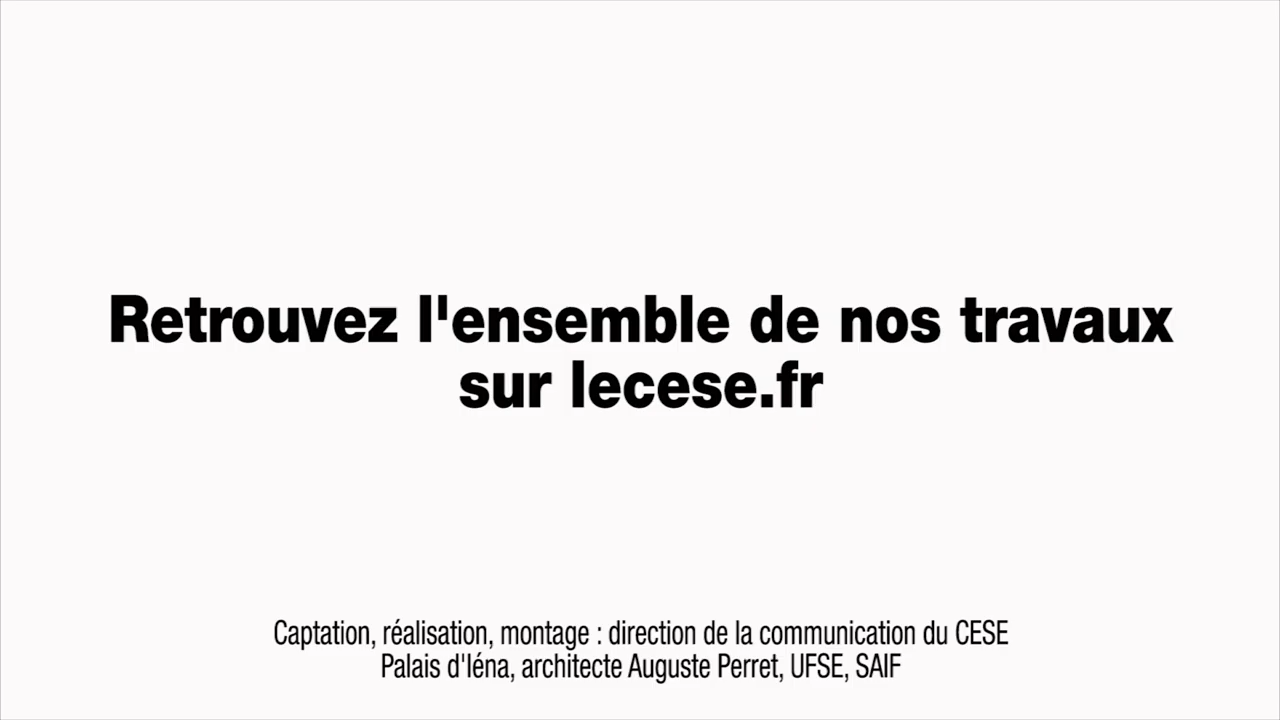 Retrouvez l'ensemble de nos travaux
sur lecese.fr
Captation, réalisation, montage : direction de la communication du CESE
Palais d'Iéna, architecte Auguste Perret, UFSE, SAIF